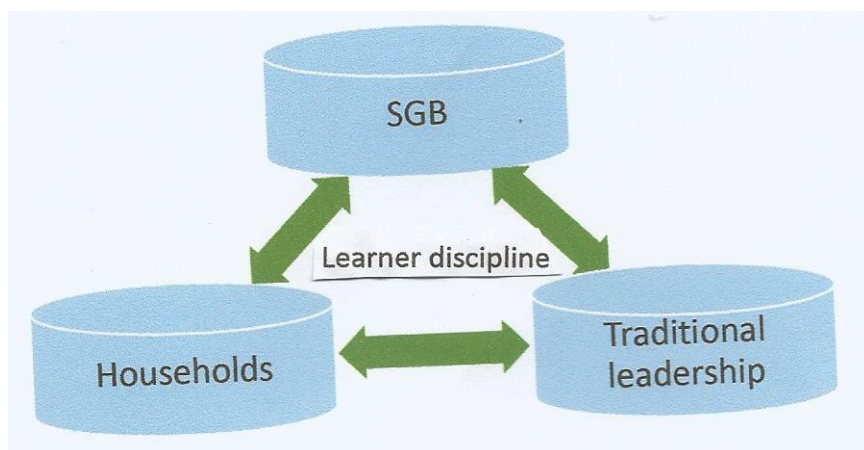 SGB
Learner discipline
Households
Traditional
leadership